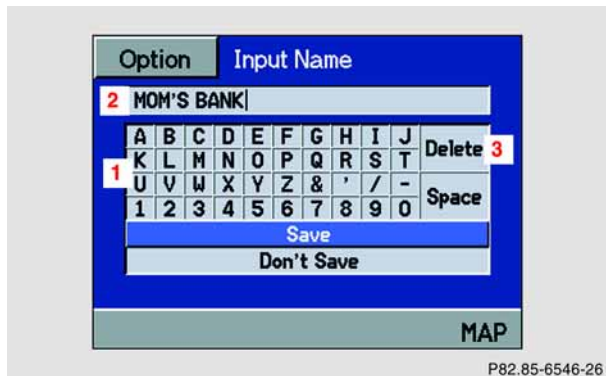 Option Input Name
2 MOM'S BANK
1
A B C D E F G H I J
K L M N O P Q R S T
U V W X Y Z & ' / -
1 2 3 4 5 6 7 8 9 0
Delete 3
Space
Save
Don't Save
MAP
P82.85-6546-26